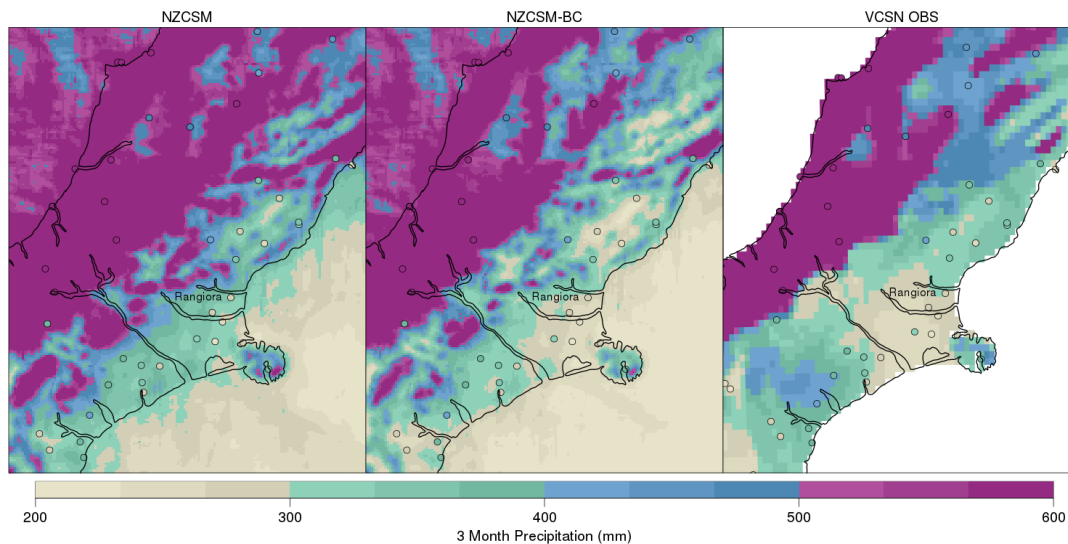 NZCSM NZCSM-BC VCSN OBS
Rangiora Rangiora Rangiora
200 300 400 500 600
3 Month Precipitation (mm)